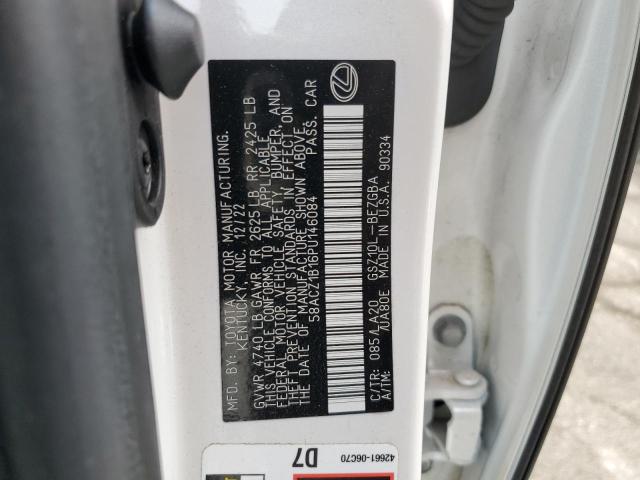 MFD. BY: TOYOTA MOTOR MANUFACTURING.
KENTUCKY, INC. 12/22
GVWR 4740 LB GAWR FR 2625 LB RR 2425 LB
THIS VEHICLE CONFORMS TO ALL APPLICABLE
FEDERAL MOTOR VEHICLE SAFETY, BUMPER, AND
THEFT PREVENTION STANDARDS IN EFFECT ON
THE DATE OF MANUFACTURE SHOWN ABOVE.
58ACZ1B16PU146084 PASS. CAR
C/TR: 085/LA20 GSZ10L-BEZGBA
A/TM: /UA80E MADE IN U.S.A. 90334
42661-06C70
D7